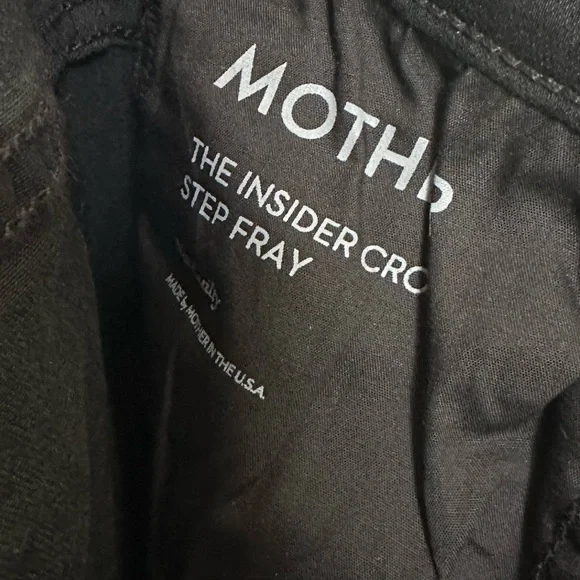 MOTH
THE INSIDER CRO
STEP FRAY
MADE by MOTHER IN THE U.S.A.